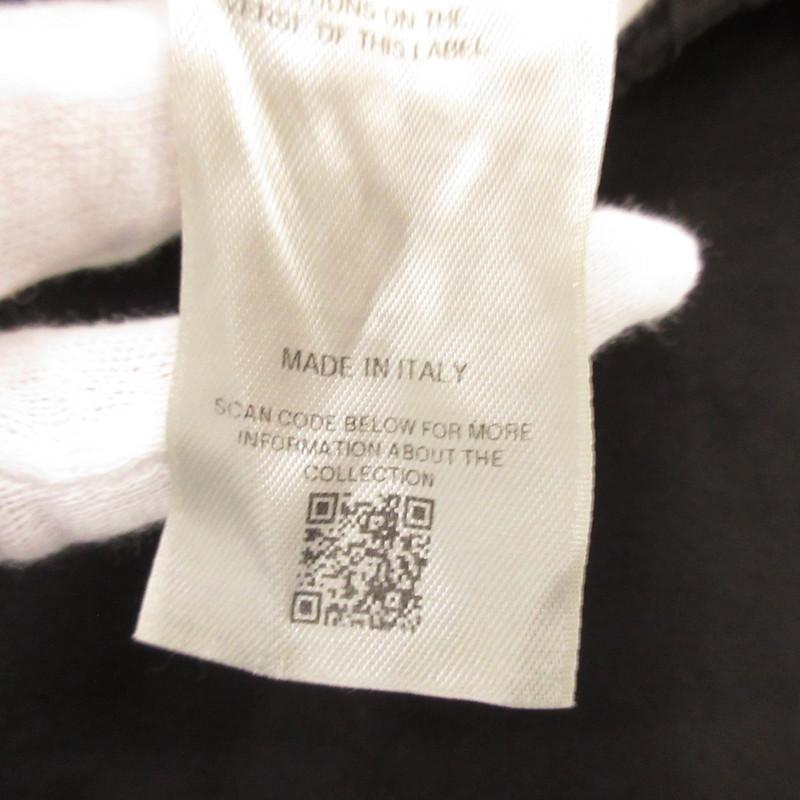 ON THE
OF THIS LABEL
MADE IN ITALY
SCAN CODE BELOW FOR MORE
INFORMATION ABOUT THE
COLLECTION